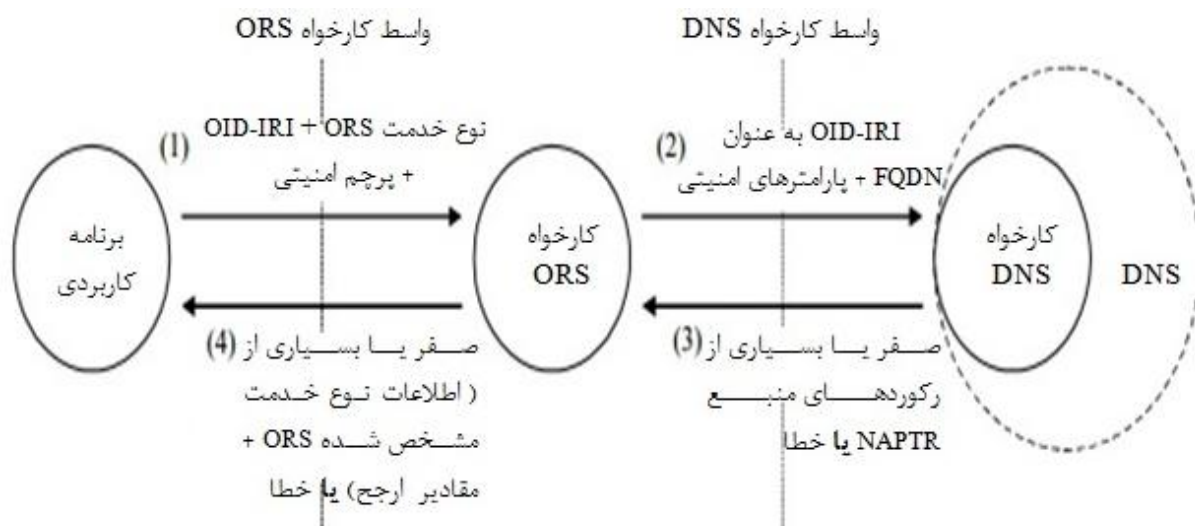 واسط کارخواه ORS
واسط کارخواه DNS
(1)
نوع خدمت OID-IRI + ORS
+ پرچم امنیتی
(2)
OID-IRI به عنوان
FQDN + پارامترهای امنیتی
برنامه
کاربردی
کارخواه
ORS
کارخواه
DNS
DNS
(4)
صفر یا بسیاری از
( اطلاعات نوع خدمت
مشخص شده ORS +
مقادیر ارجح) یا خطا
(3)
صفر یا بسیاری از
رکوردهای منبع
NAPTR یا خطا